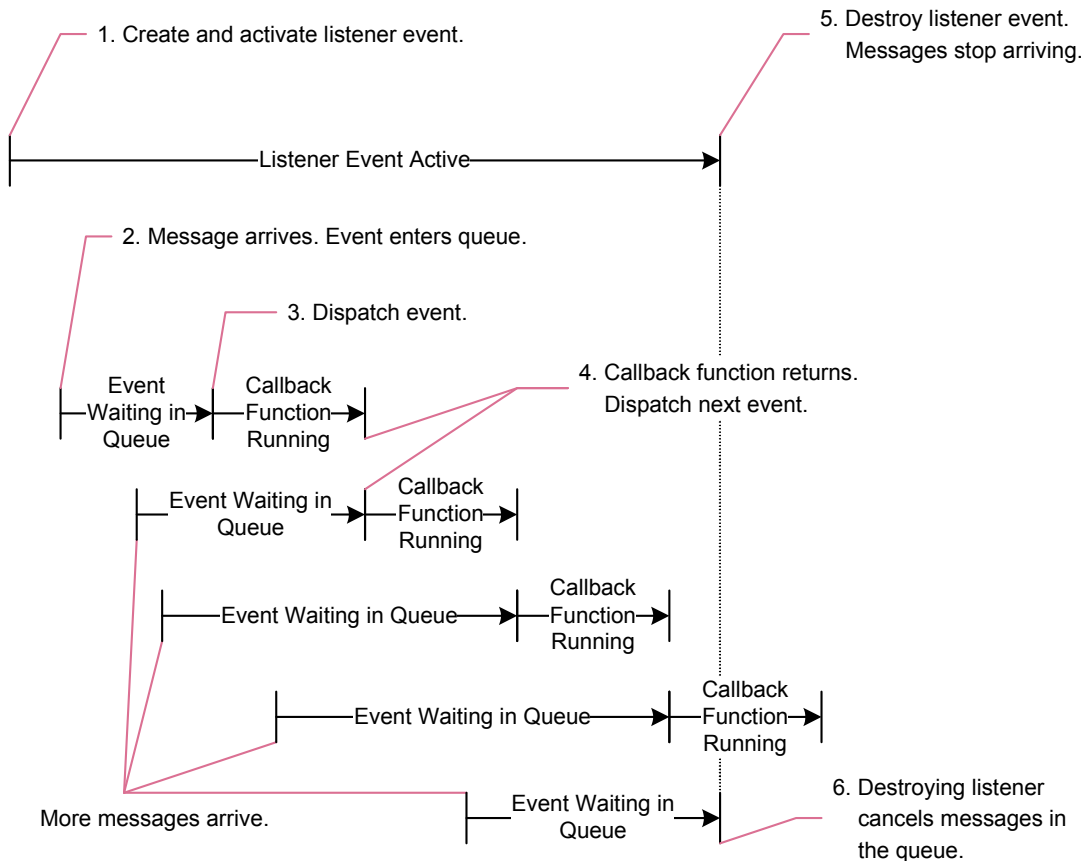 1. Create and activate listener event.
5. Destroy listener event.
Messages stop arriving.
Listener Event Active
2. Message arrives. Event enters queue.
3. Dispatch event.
4. Callback function returns.
Dispatch next event.
Event
Waiting in
Queue
Callback
Function
Running
Event Waiting in
Queue
Callback
Function
Running
Event Waiting in Queue
Callback
Function
Running
Event Waiting in Queue
Callback
Function
Running
More messages arrive.
Event Waiting in
Queue
6. Destroying listener
cancels messages in
the queue.